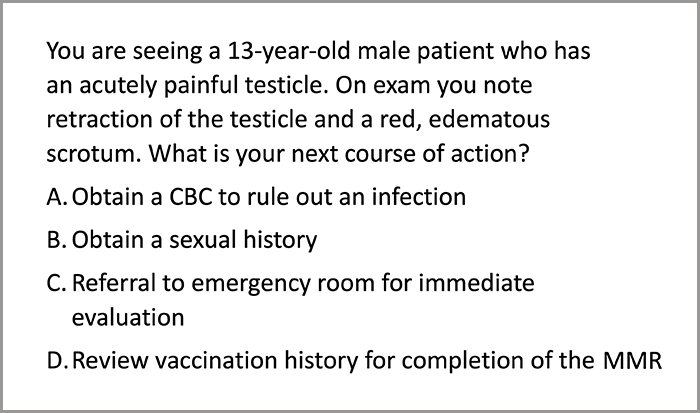 You are seeing a 13-year-old male patient who has
an acutely painful testicle. On exam you note
retraction of the testicle and a red, edematous
scrotum. What is your next course of action?
A. Obtain a CBC to rule out an infection
B. Obtain a sexual history
C. Referral to emergency room for immediate
evaluation
D. Review vaccination history for completion of the MMR